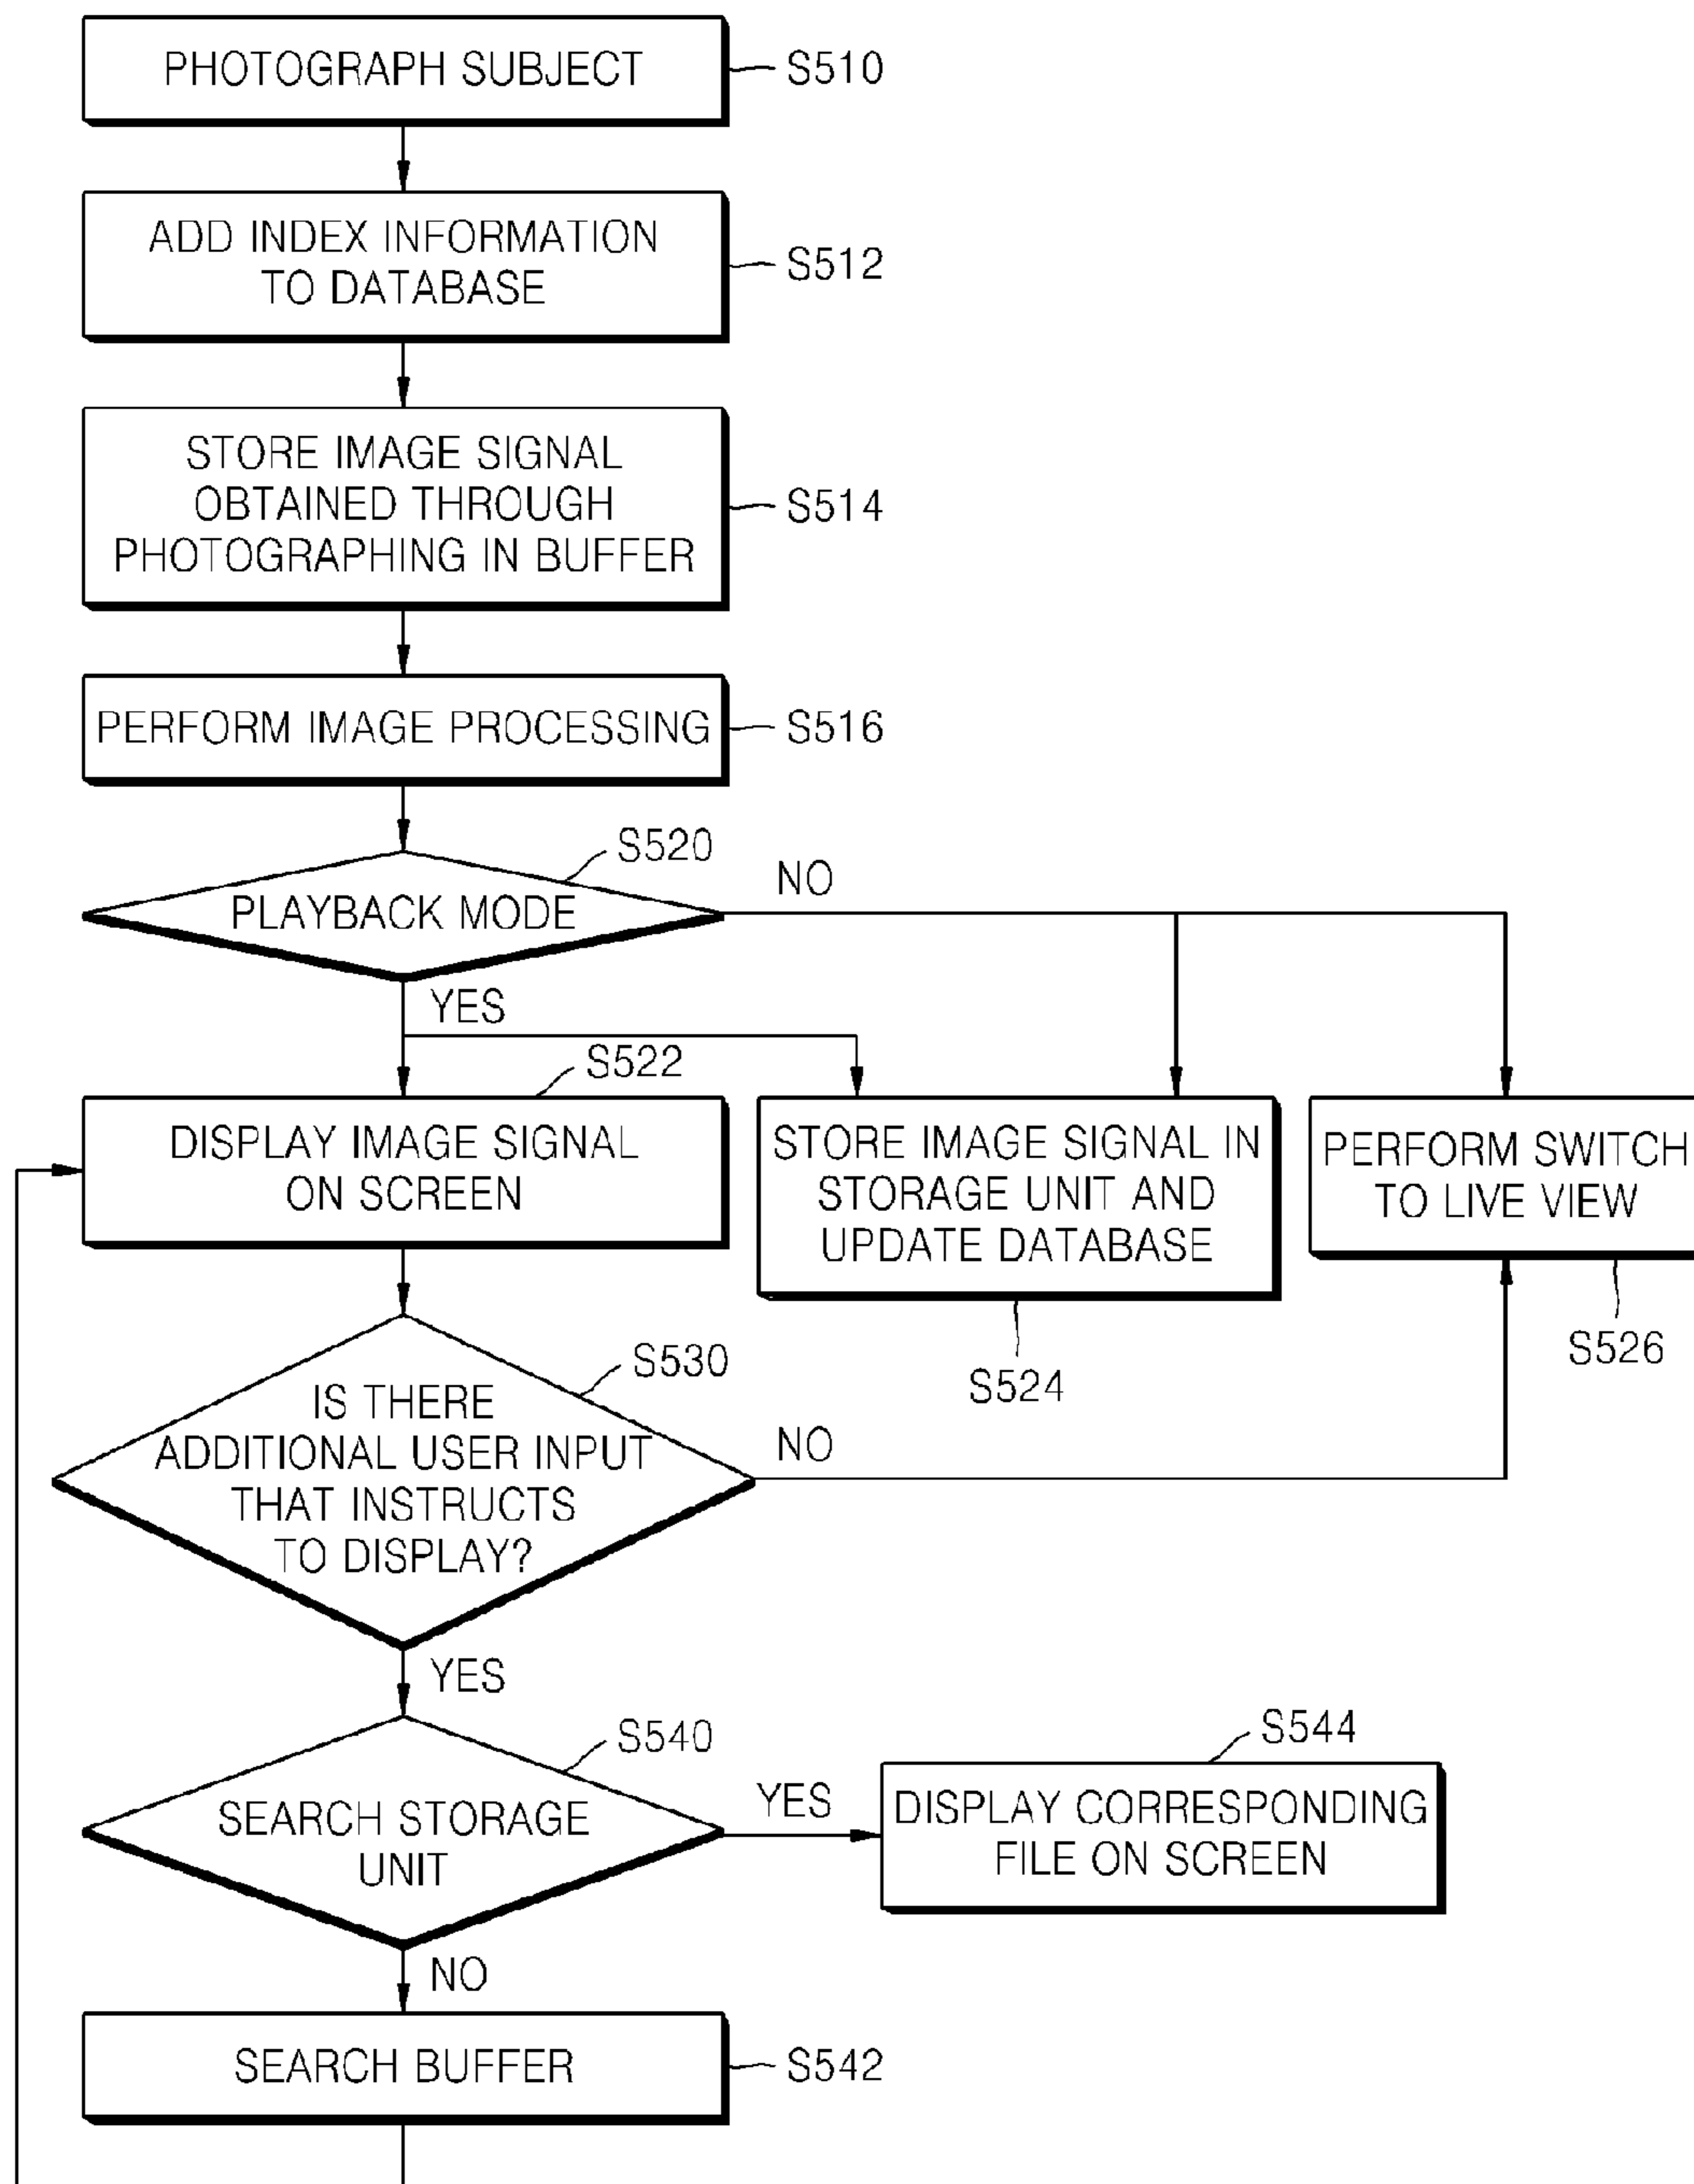 PHOTOGRAPH SUBJECT
S510
ADD INDEX INFORMATION
TO DATABASE
S512
STORE IMAGE SIGNAL
OBTAINED THROUGH
PHOTOGRAPHING IN BUFFER
S514
PERFORM IMAGE PROCESSING
S516
S520
PLAYBACK MODE
NO
YES
S522
DISPLAY IMAGE SIGNAL
ON SCREEN
STORE IMAGE SIGNAL IN
STORAGE UNIT AND
UPDATE DATABASE
S524
PERFORM SWITCH
TO LIVE VIEW
S526
S530
IS THERE
ADDITIONAL USER INPUT
THAT INSTRUCTS
TO DISPLAY?
NO
YES
S540
SEARCH STORAGE
UNIT
YES
S544
DISPLAY CORRESPONDING
FILE ON SCREEN
NO
SEARCH BUFFER
S542